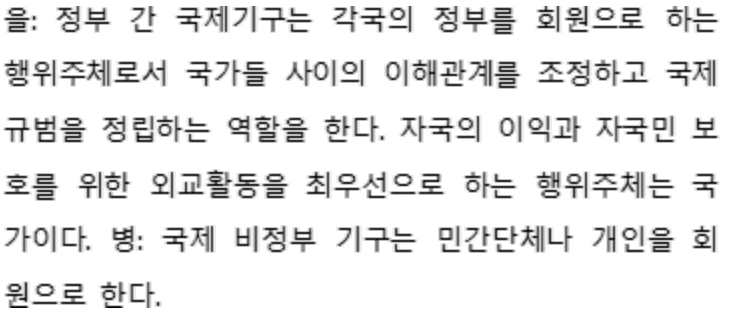 을: 정부 간 국제기구는 각국의 정부를 회원으로 하는
행위주체로서 국가들 사이의 이해관계를 조정하고 국제
규범을 정립하는 역할을 한다. 자국의 이익과 자국민 보
호를 위한 외교활동을 최우선으로 하는 행위주체는 국
가이다. 병: 국제 비정부 기구는 민간단체나 개인을 회
원으로 한다.